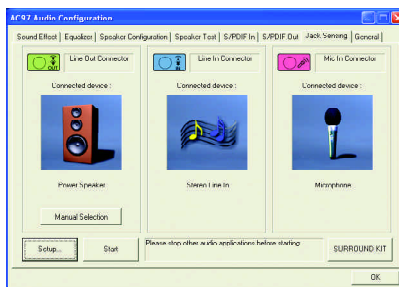 AC97 Audio Configuration
Sound Effect | Equalizer | Speaker Configuration | Speaker Test | S/PDIF In | S/PDIF Out | Jack Sensing | General
OUT
Line Out Connector
IN
Line In Connector
Mic In Connector
Connected device :
Connected device :
Connected device :
Power Speaker
Stereo Line In
Microphone
Manual Selection
Setup...
Start
Please stop other audio applications before starting
SURROUND KIT
OK